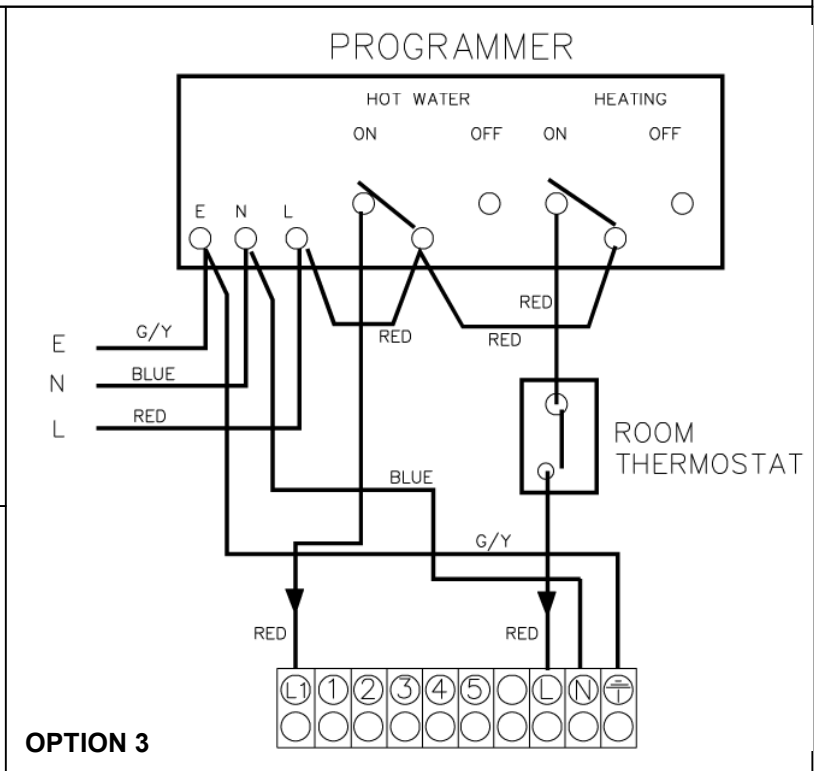 PROGRAMMER
HOT WATER HEATING
ON OFF ON OFF
E N L
RED
RED RED
E G/Y
N BLUE
L RED
ROOM
THERMOSTAT
BLUE
G/Y
RED RED
L1 1 2 3 4 5 L N
OPTION 3